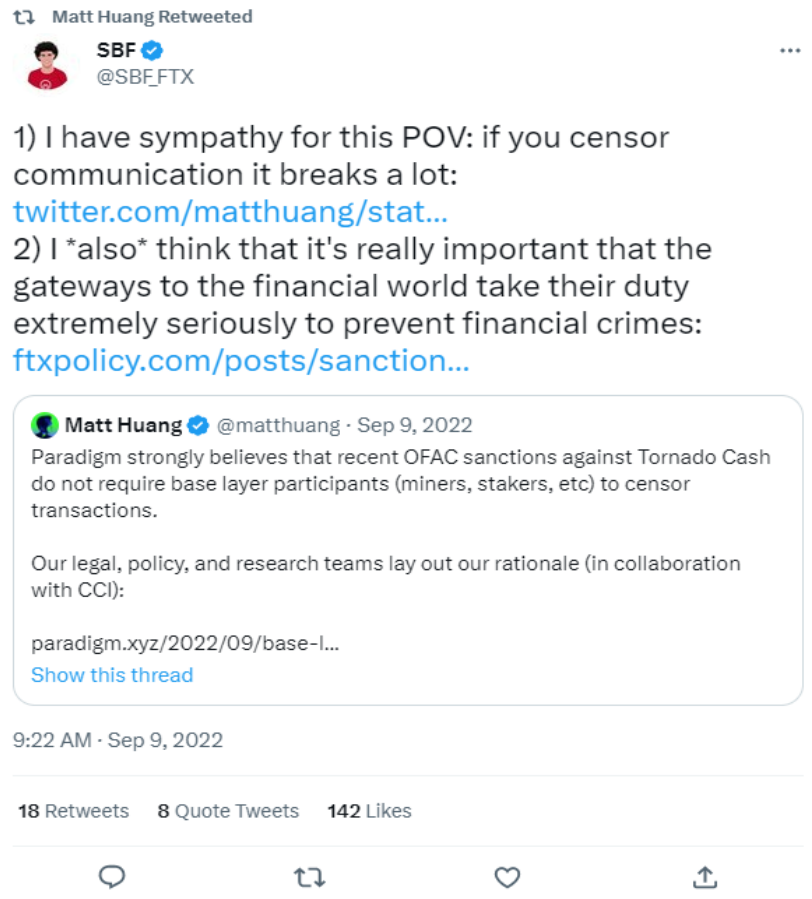 Matt Huang Retweeted
SBF
@SBF_FTX
1) I have sympathy for this POV: if you censor
communication it breaks a lot:
twitter.com/matthuang/stat...
2) I *also* think that it's really important that the
gateways to the financial world take their duty
extremely seriously to prevent financial crimes:
ftxpolicy.com/posts/sanction...
Matt Huang @matthuang · Sep 9, 2022
Paradigm strongly believes that recent OFAC sanctions against Tornado Cash
do not require base layer participants (miners, stakers, etc) to censor
transactions.
Our legal, policy, and research teams lay out our rationale (in collaboration
with CCI):
paradigm.xyz/2022/09/base-l...
Show this thread
9:22 AM · Sep 9, 2022
18 Retweets 8 Quote Tweets 142 Likes